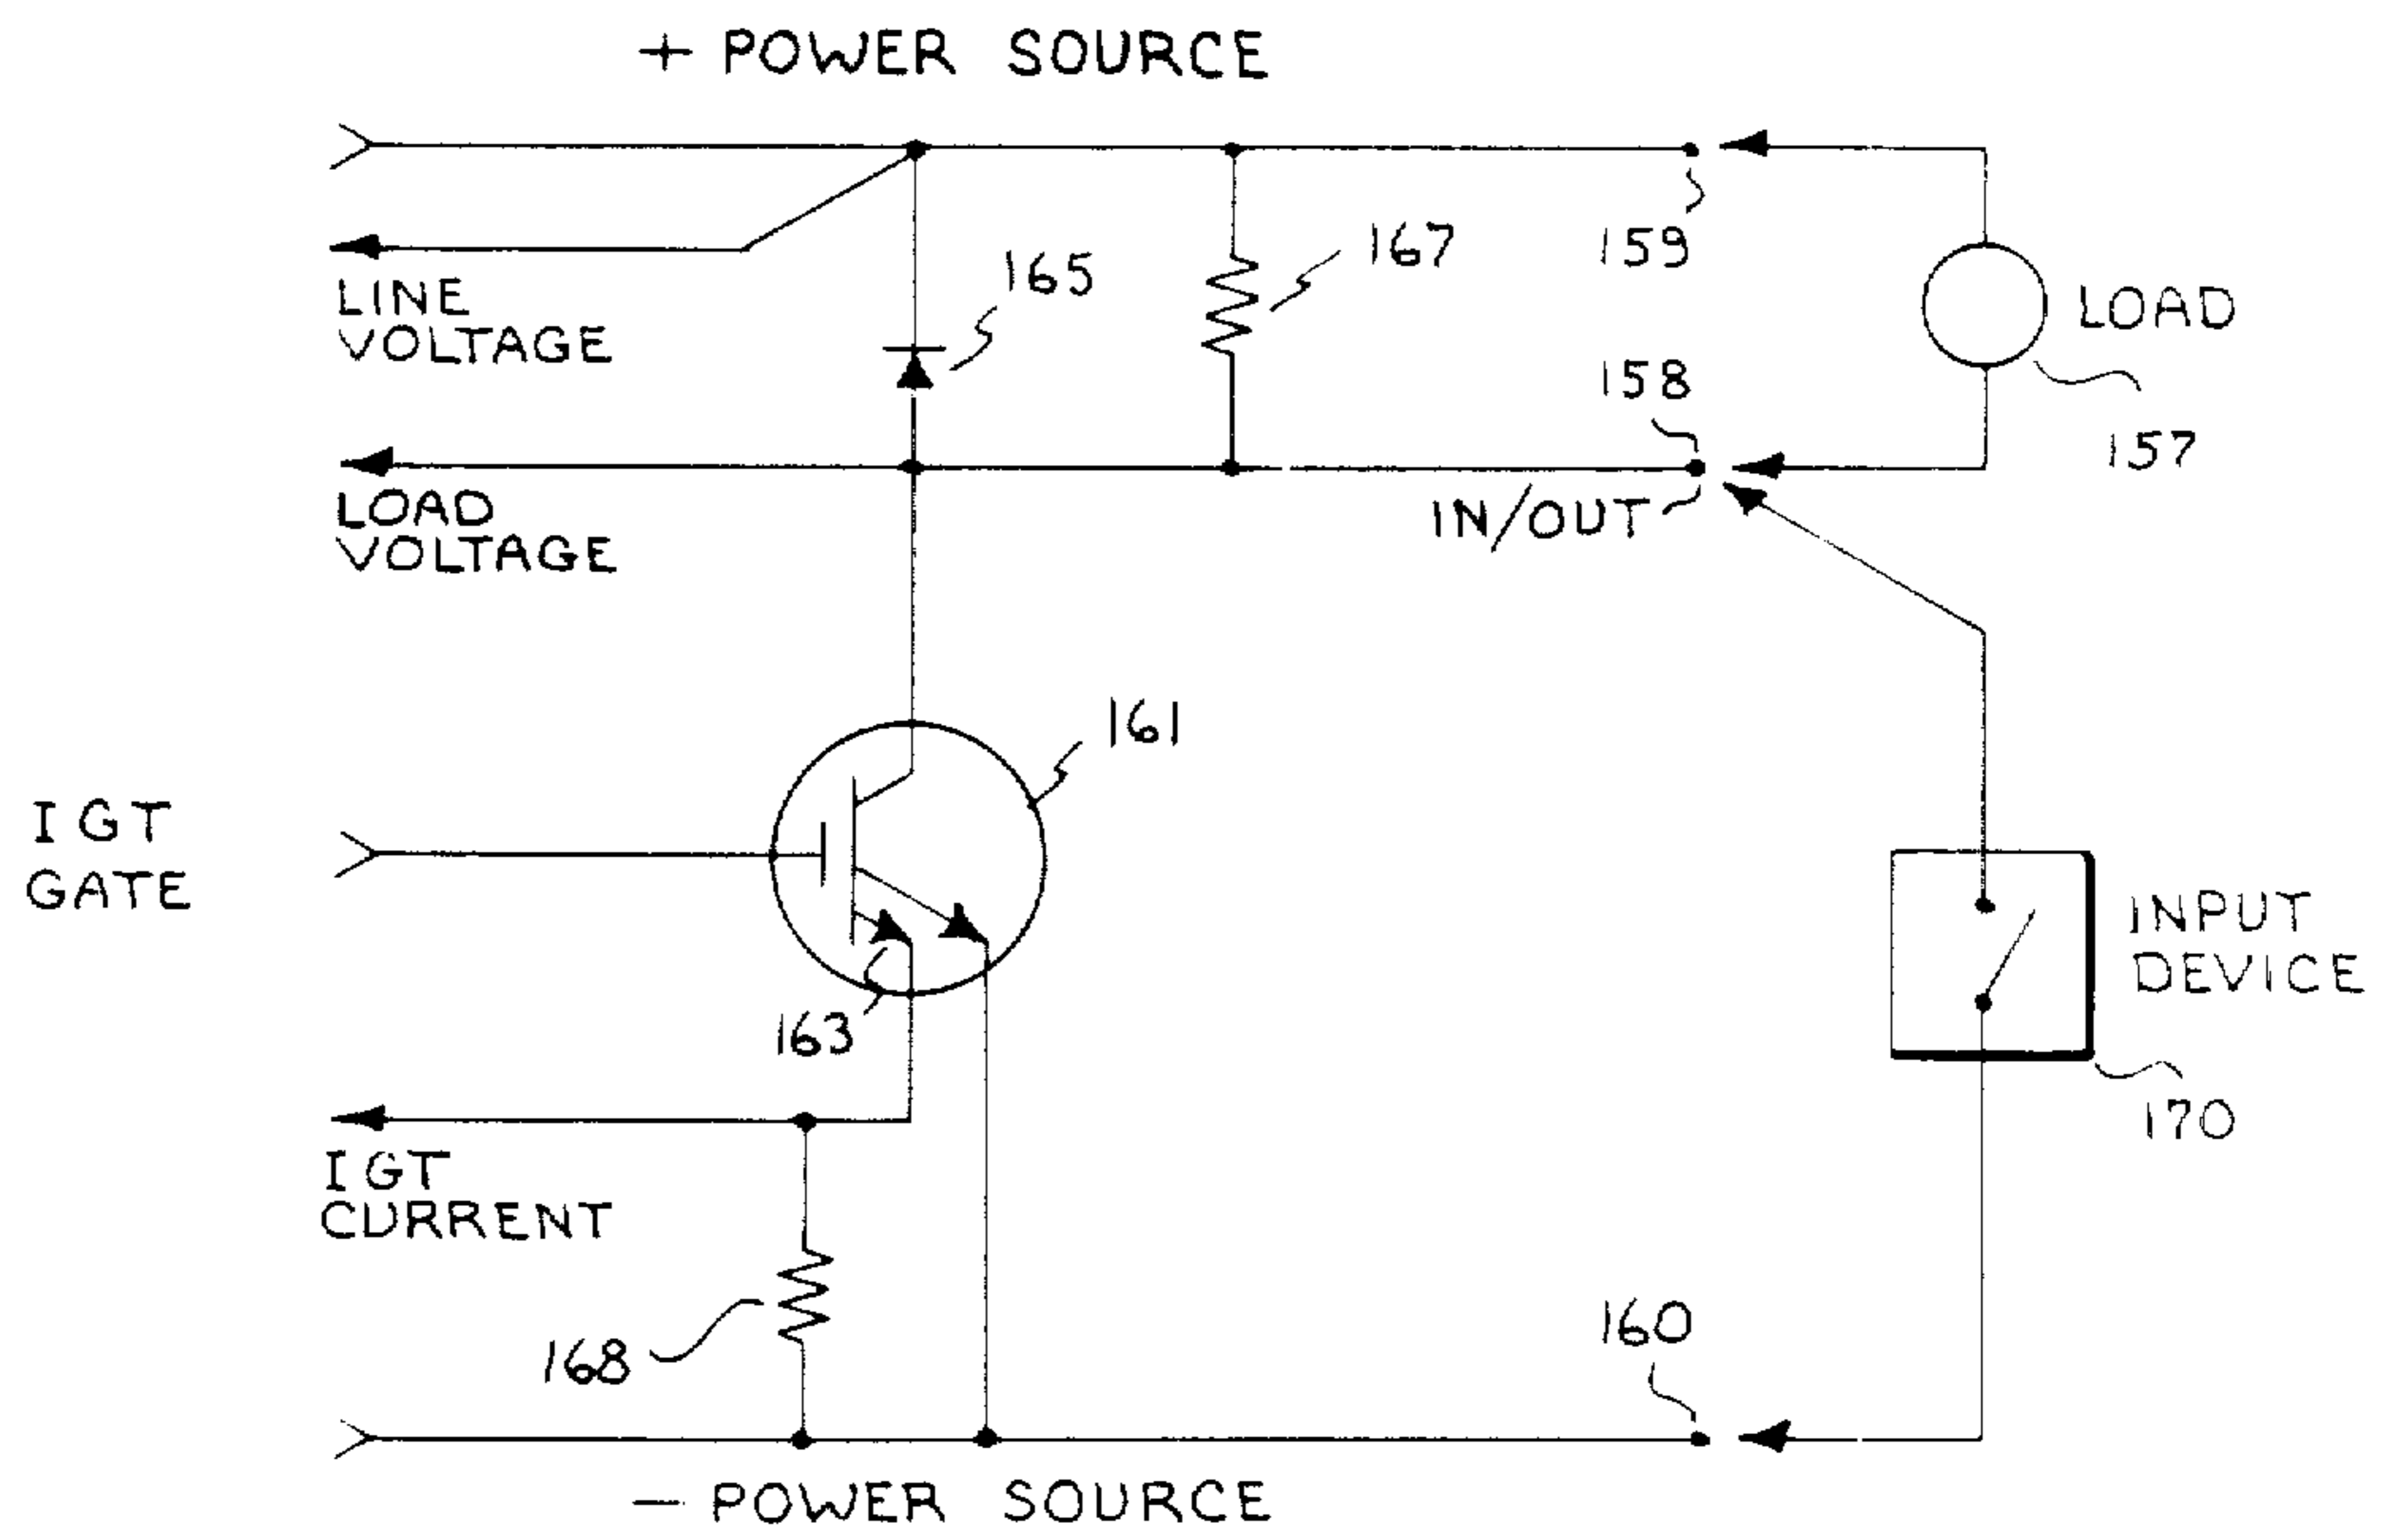 + POWER SOURCE
LINE
VOLTAGE
165
167
159
LOAD
157
158
LOAD
VOLTAGE
IN/OUT
161
IGT
GATE
163
INPUT
DEVICE
170
IGT
CURRENT
168
160
- POWER SOURCE